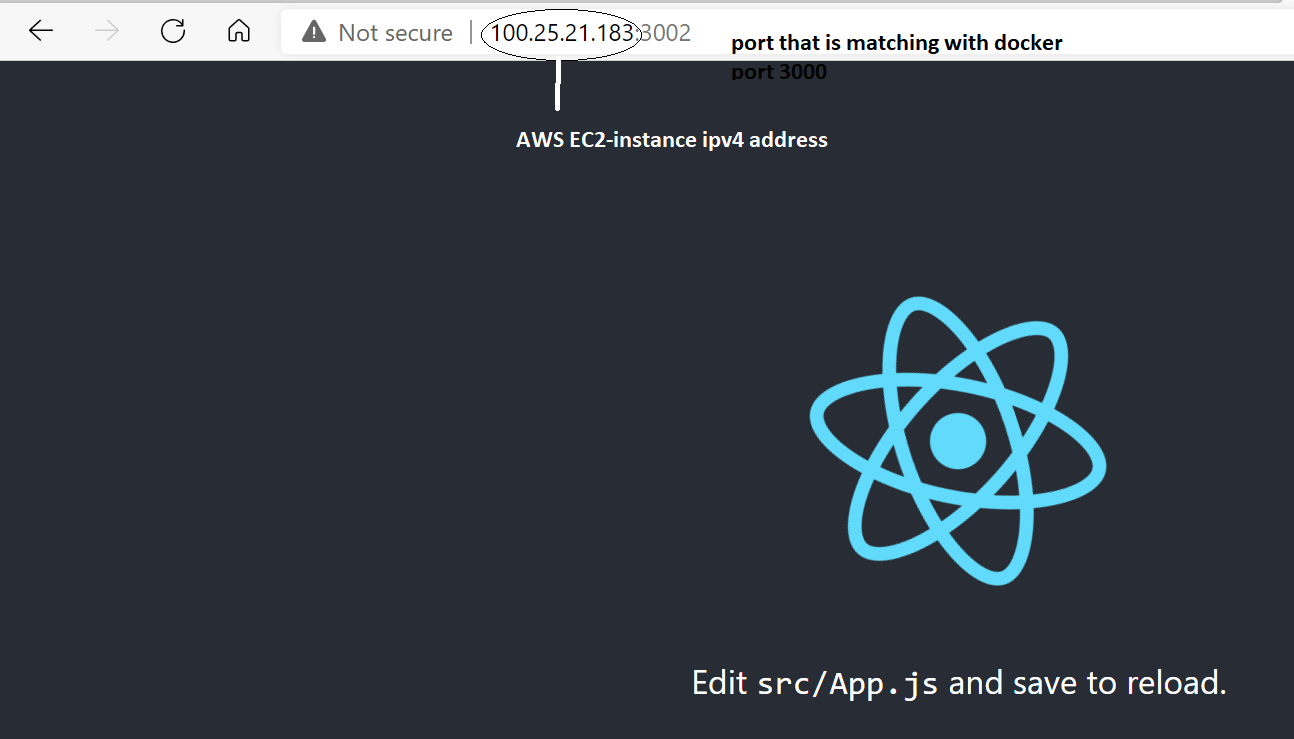 Not secure | 100.25.21.183:3002
port that is matching with docker
port 3000
AWS EC2-instance ipv4 address
Edit src/App.js and save to reload.